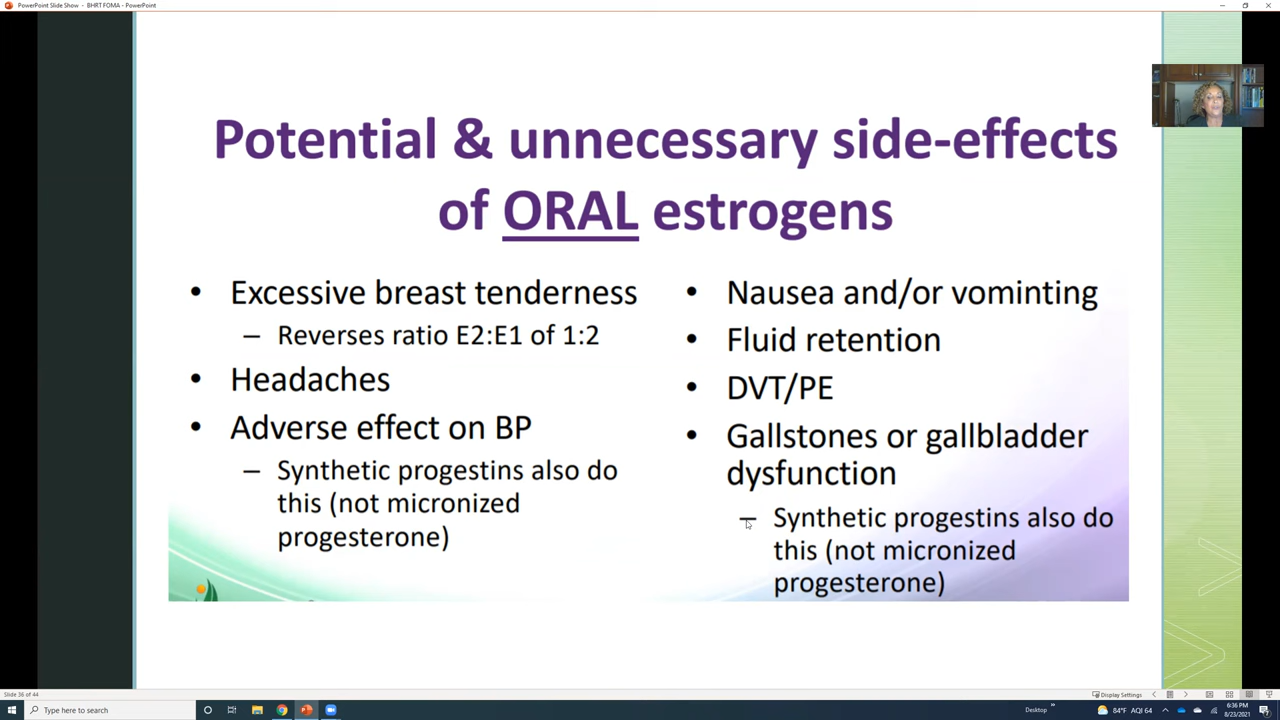 PowerPoint Slide Show - BHRT FOMA - PowerPoint
Potential & unnecessary side-effects
of ORAL estrogens
• Excessive breast tenderness
– Reverses ratio E2:E1 of 1:2
• Headaches
• Adverse effect on BP
– Synthetic progestins also do
this (not micronized
progesterone)
• Nausea and/or vominting
• Fluid retention
• DVT/PE
• Gallstones or gallbladder
dysfunction
– Synthetic progestins also do
this (not micronized
progesterone)
Slide 36 of 44
Display Settings
Type here to search
Desktop
84°F AQI 64
6:36 PM
8/23/2021